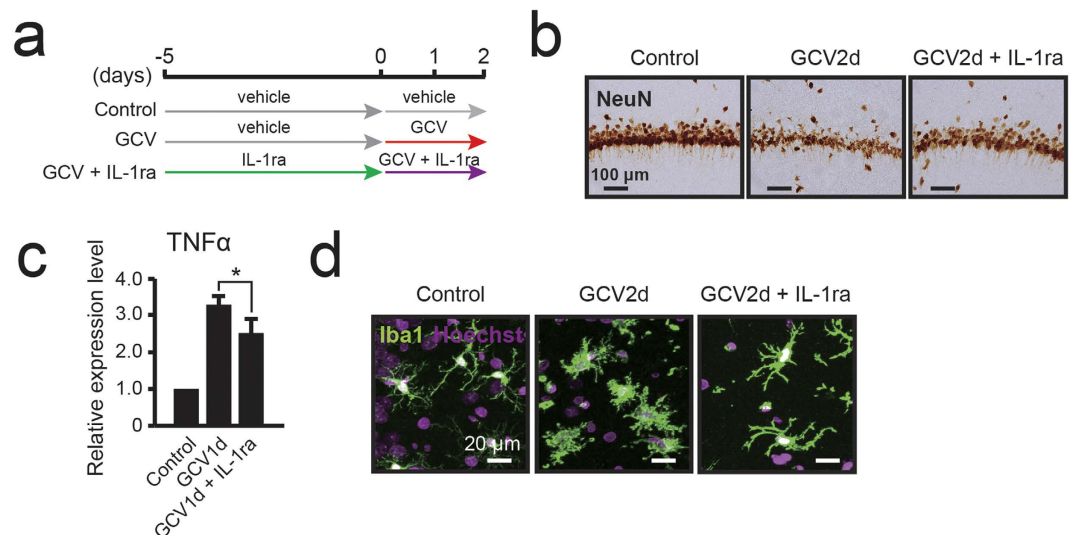 a
-5 0 1 2
(days)
vehicle vehicle
Control
vehicle GCV
GCV
IL-1ra GCV + IL-1ra
GCV + IL-1ra
b
Control GCV2d GCV2d + IL-1ra
NeuN
100 µm
c
TNFα
Relative expression level
4.0
3.0
2.0
1.0
0
*
Control
GCV1d
GCV1d + IL-1ra
d
Control GCV2d GCV2d + IL-1ra
Iba1 Hoechst
20 µm